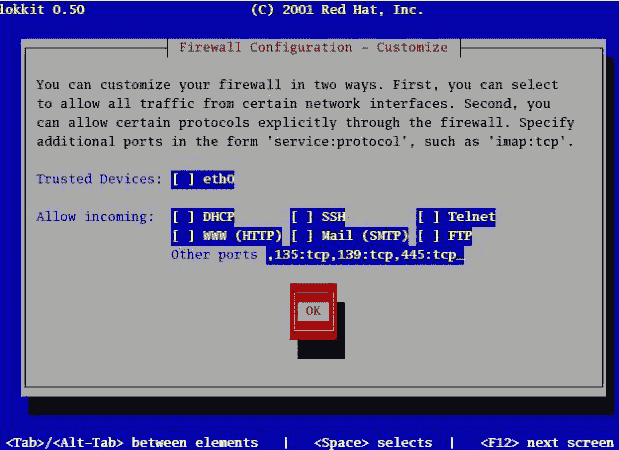 lokkit 0.50 (C) 2001 Red Hat, Inc.
Firewall Configuration - Customize
You can customize your firewall in two ways. First, you can select
to allow all traffic from certain network interfaces. Second, you
can allow certain protocols explicitly through the firewall. Specify
additional ports in the form 'service:protocol', such as 'imap:tcp'.
Trusted Devices: [ ] eth0
Allow incoming: [ ] DHCP [ ] SSH [ ] Telnet
[ ] WWW (HTTP) [ ] Mail (SMTP) [ ] FTP
Other ports ,135:tcp,139:tcp,445:tcp_
OK
<Tab>/<Alt-Tab> between elements | <Space> selects | <F12> next screen